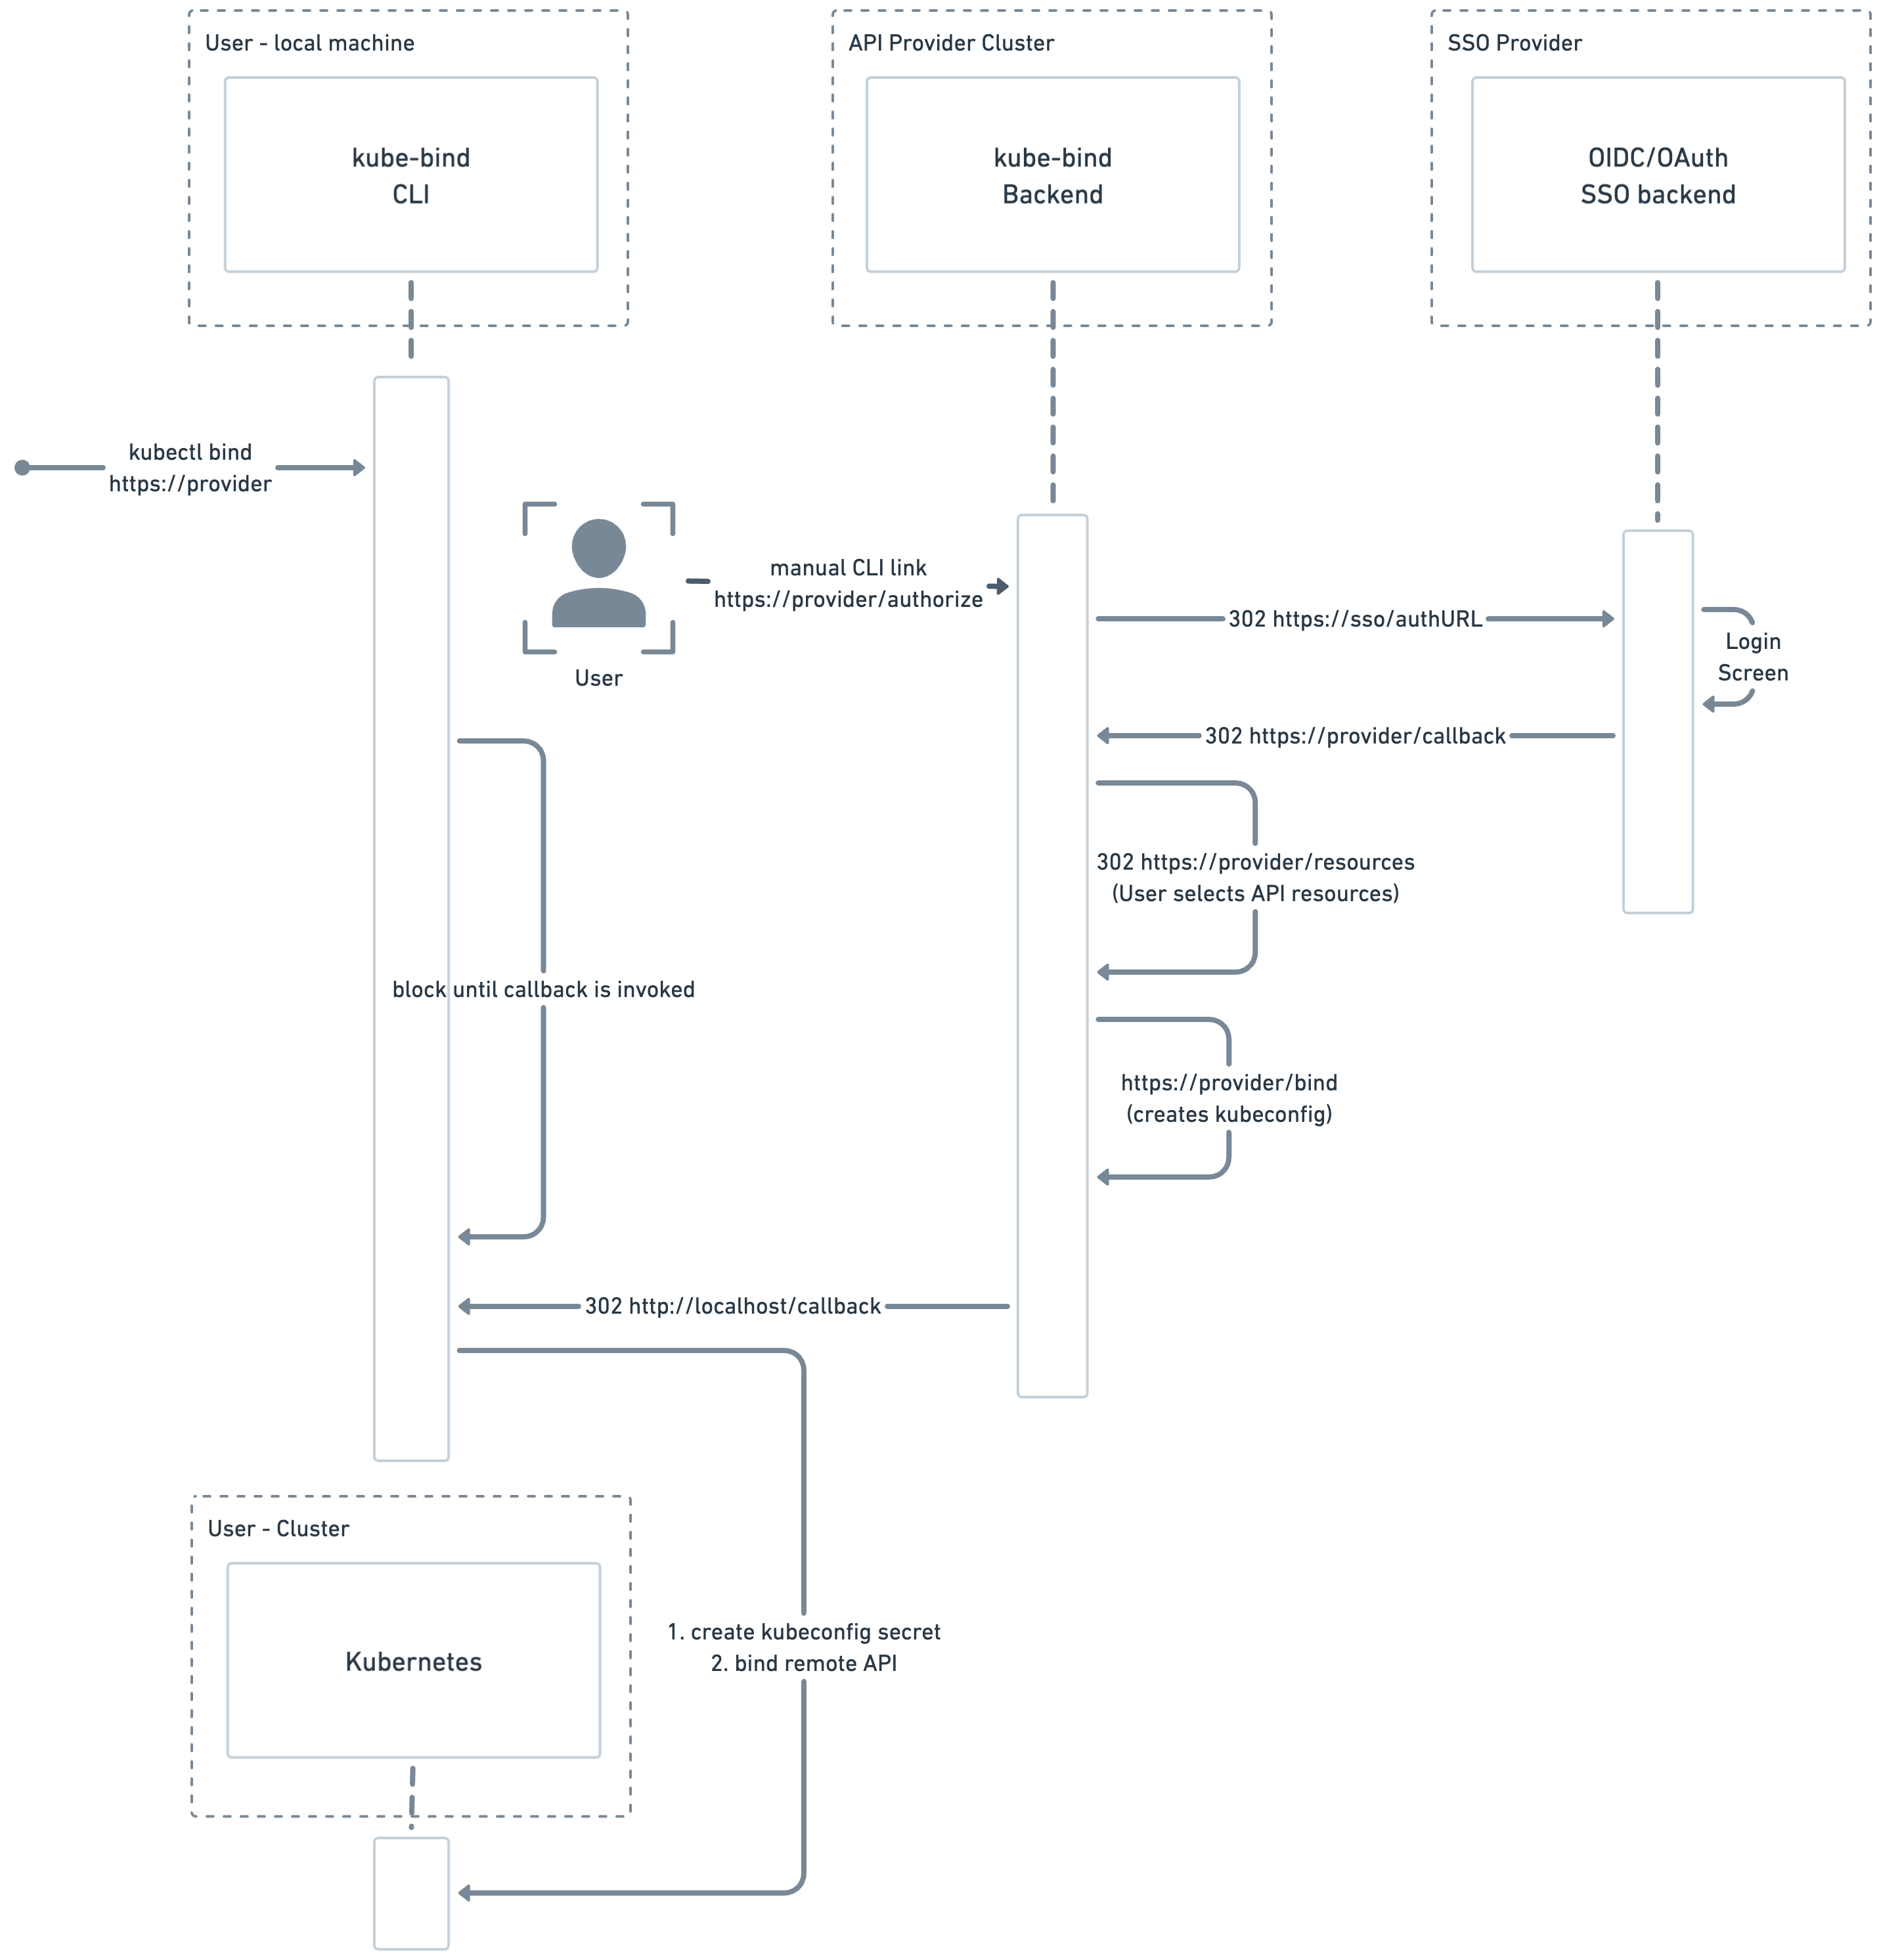 User - local machine
kube-bind
CLI
API Provider Cluster
kube-bind
Backend
SSO Provider
OIDC/OAuth
SSO backend
kubectl bind
https://provider
User
manual CLI link
https://provider/authorize
302 https://sso/authURL
Login
Screen
302 https://provider/callback
302 https://provider/resources
(User selects API resources)
block until callback is invoked
https://provider/bind
(creates kubeconfig)
302 http://localhost/callback
User - Cluster
Kubernetes
1. create kubeconfig secret
2. bind remote API